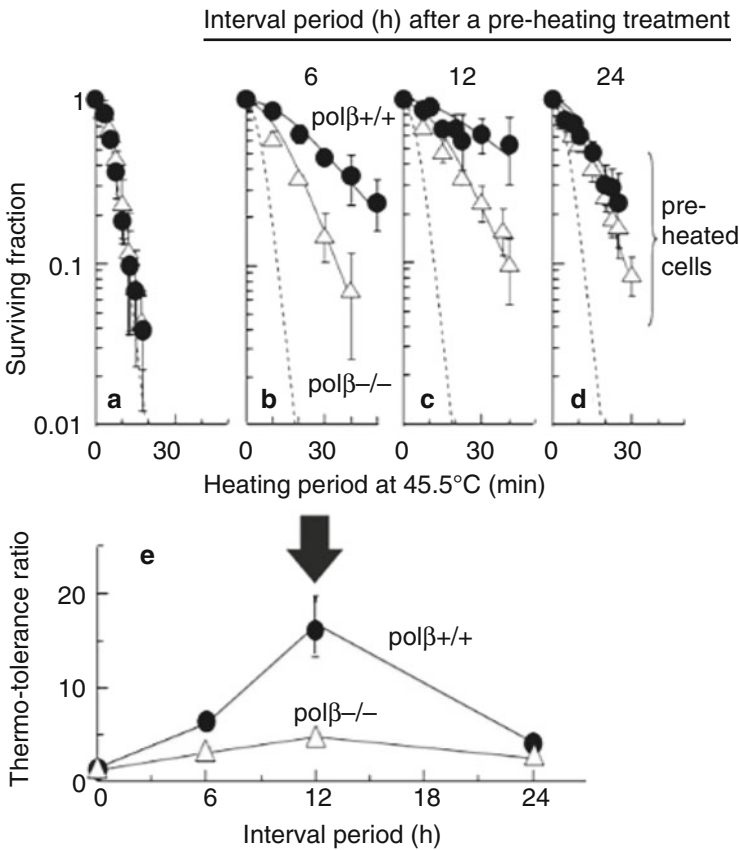 Interval period (h) after a pre-heating treatment
6 12 24
1
0.1
0.01
Surviving fraction
polβ+/+
polβ−/−
pre-
heated
cells
a b c d
0 30 0 30 0 30 0 30
Heating period at 45.5°C (min)
e
Thermo-tolerance ratio
20
10
0
polβ+/+
polβ−/−
0 6 12 18 24
Interval period (h)